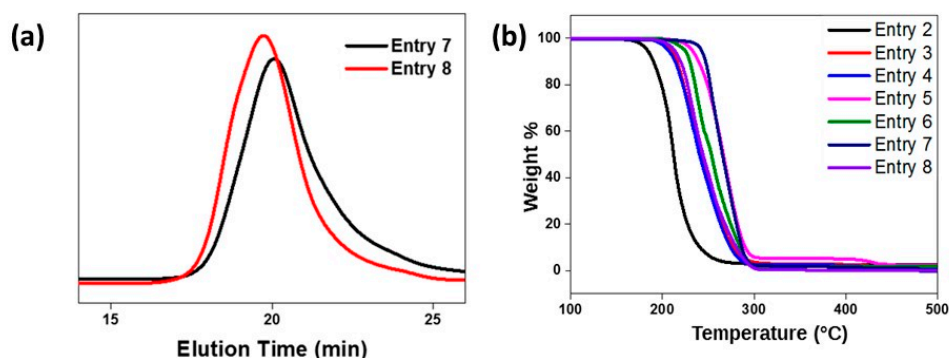 (a)
Entry 7
Entry 8
15
20
25
Elution Time (min)
(b)
100
80
60
40
20
0
Weight %
Entry 2
Entry 3
Entry 4
Entry 5
Entry 6
Entry 7
Entry 8
100
200
300
400
500
Temperature (°C)